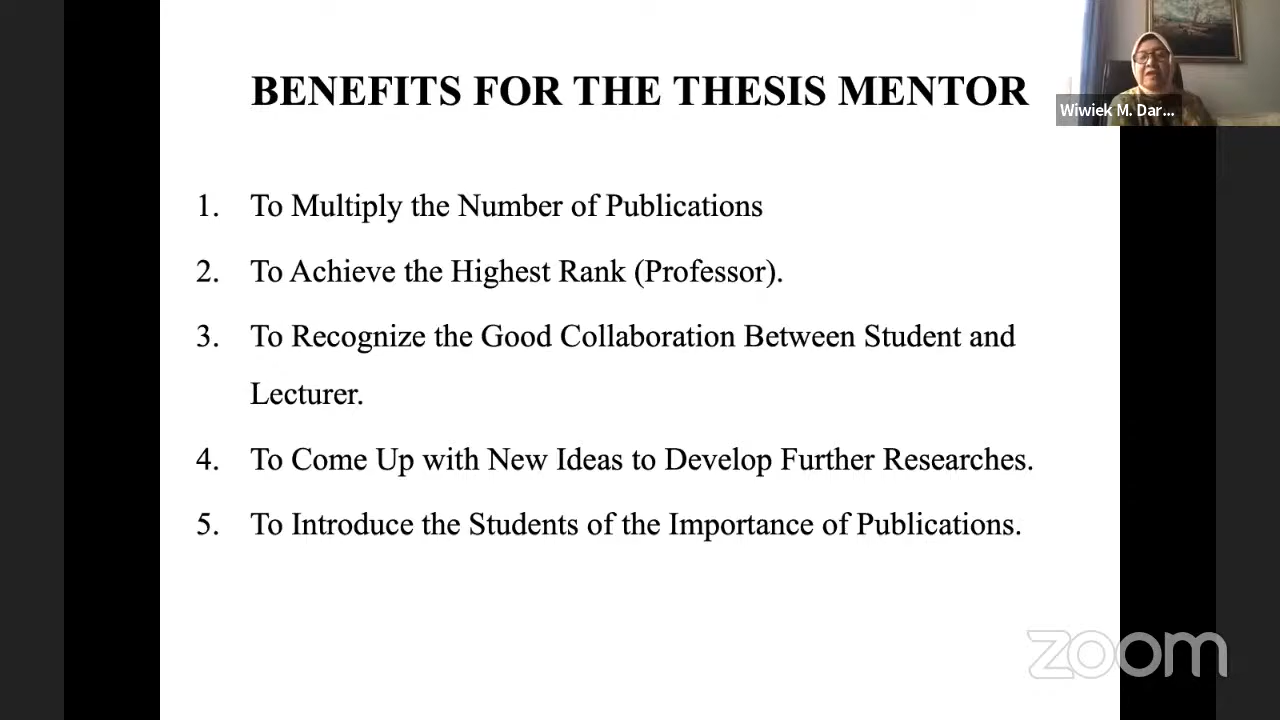 BENEFITS FOR THE THESIS MENTOR
Wiwiek M. Dar...
1. To Multiply the Number of Publications
2. To Achieve the Highest Rank (Professor).
3. To Recognize the Good Collaboration Between Student and
Lecturer.
4. To Come Up with New Ideas to Develop Further Researches.
5. To Introduce the Students of the Importance of Publications.
zoom